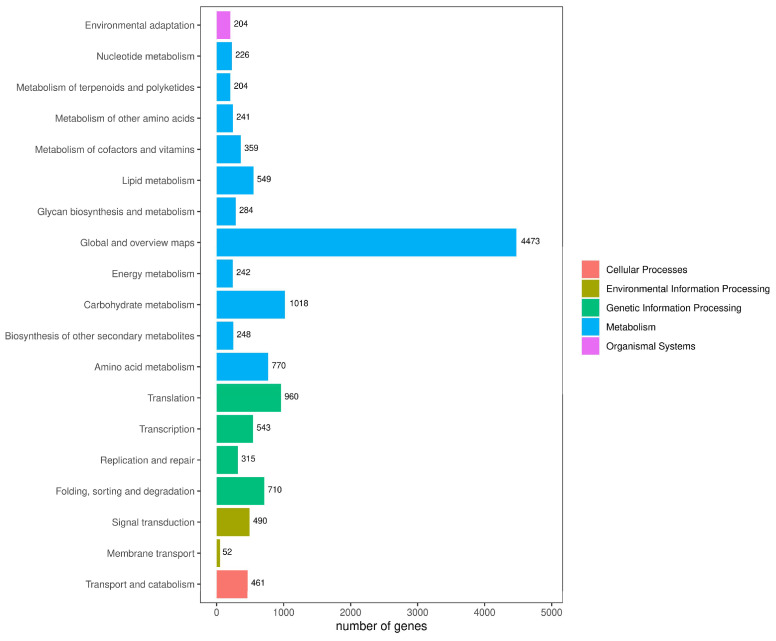 Environmental adaptation 204
Nucleotide metabolism 226
Metabolism of terpenoids and polyketides 204
Metabolism of other amino acids 241
Metabolism of cofactors and vitamins 359
Lipid metabolism 549
Glycan biosynthesis and metabolism 284
Global and overview maps 4473
Energy metabolism 242
Carbohydrate metabolism 1018
Biosynthesis of other secondary metabolites 248
Amino acid metabolism 770
Translation 960
Transcription 543
Replication and repair 315
Folding, sorting and degradation 710
Signal transduction 490
Membrane transport 52
Transport and catabolism 461
0 1000 2000 3000 4000 5000
number of genes
Cellular Processes
Environmental Information Processing
Genetic Information Processing
Metabolism
Organismal Systems